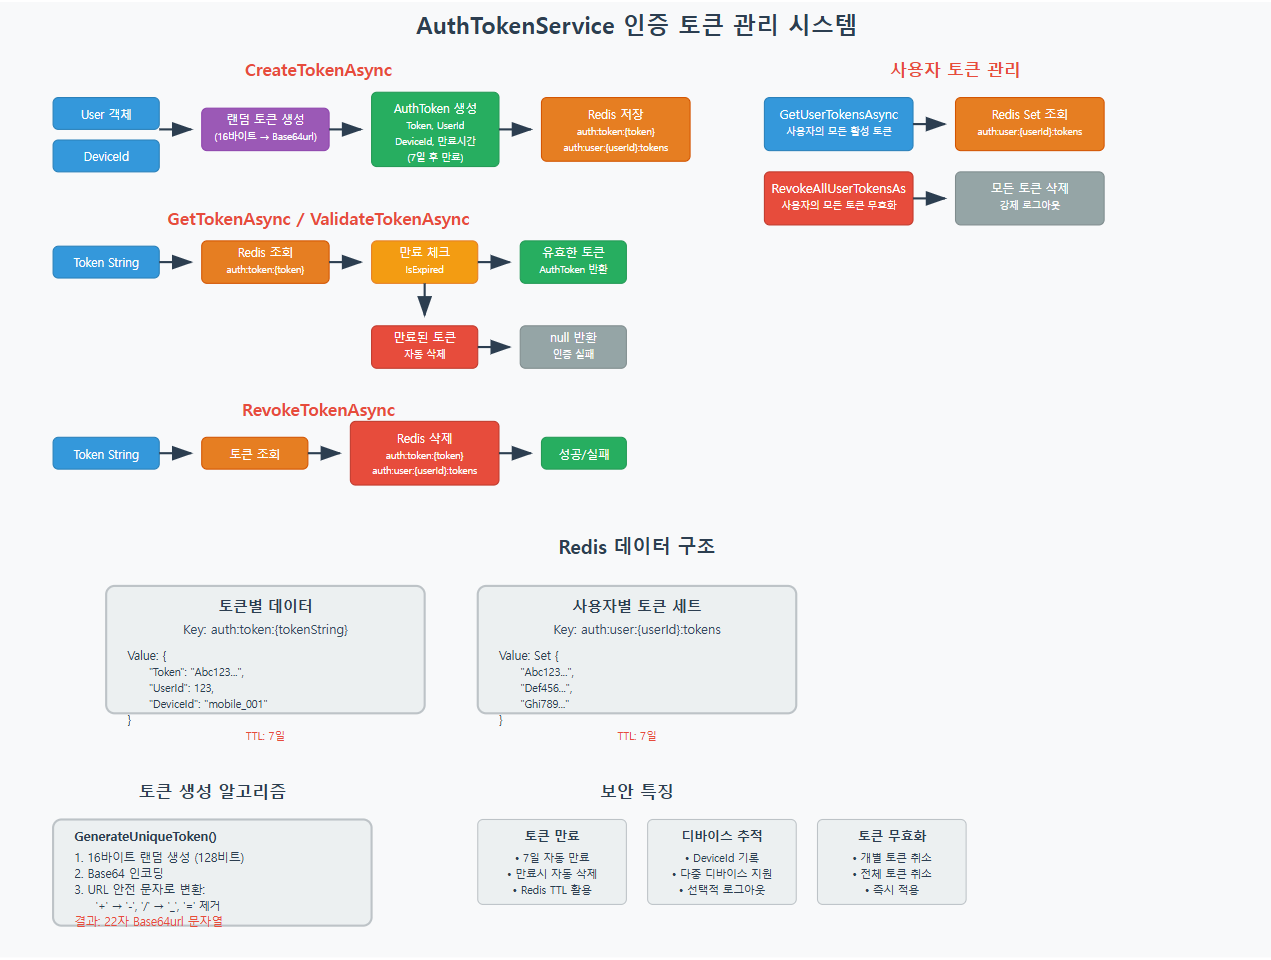 AuthTokenService 인증 토큰 관리 시스템
CreateTokenAsync
User 객체
DeviceId
랜덤 토큰 생성
(16바이트 → Base64url)
AuthToken 생성
Token, UserId
DeviceId, 만료시간
(7일 후 만료)
Redis 저장
auth:token:{token}
auth:user:{userId}:tokens
사용자 토큰 관리
GetUserTokensAsync
사용자의 모든 활성 토큰
Redis Set 조회
auth:user:{userId}:tokens
RevokeAllUserTokensAs
사용자의 모든 토큰 무효화
모든 토큰 삭제
강제 로그아웃
GetTokenAsync / ValidateTokenAsync
Token String
Redis 조회
auth:token:{token}
만료 체크
IsExpired
유효한 토큰
AuthToken 반환
만료된 토큰
자동 삭제
null 반환
인증 실패
RevokeTokenAsync
Token String
토큰 조회
Redis 삭제
auth:token:{token}
auth:user:{userId}:tokens
성공/실패
Redis 데이터 구조
토큰별 데이터
Key: auth:token:{tokenString}
Value: {
"Token": "Abc123...",
"UserId": 123,
"DeviceId": "mobile_001"
}
TTL: 7일
사용자별 토큰 세트
Key: auth:user:{userId}:tokens
Value: Set {
"Abc123...",
"Def456...",
"Ghi789..."
}
TTL: 7일
토큰 생성 알고리즘
GenerateUniqueToken()
1. 16바이트 랜덤 생성 (128비트)
2. Base64 인코딩
3. URL 안전 문자로 변환:
'+' → '-', '/' → '_', '=' 제거
결과: 22자 Base64url 문자열
보안 특징
토큰 만료
• 7일 자동 만료
• 만료시 자동 삭제
• Redis TTL 활용
디바이스 추적
• DeviceId 기록
• 다중 디바이스 지원
• 선택적 로그아웃
토큰 무효화
• 개별 토큰 취소
• 전체 토큰 취소
• 즉시 적용